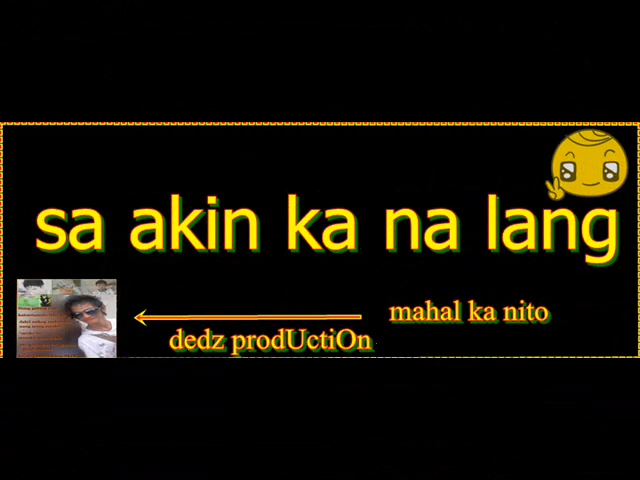 sa akin ka na lang
mahal ka nito
dedz prodUctiOn